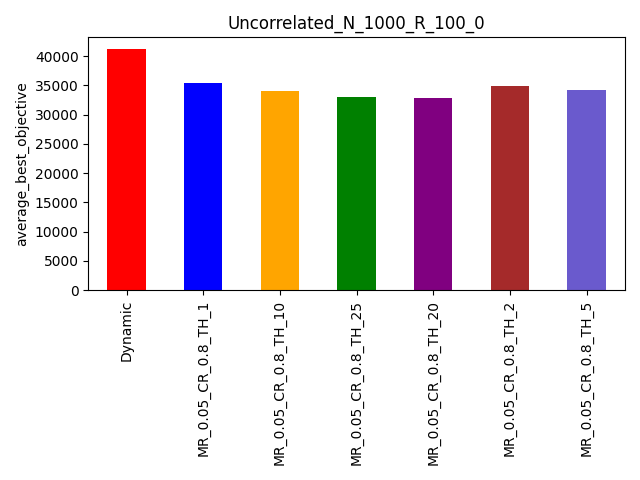 Uncorrelated_N_1000_R_100_0
average_best_objective
40000
35000
30000
25000
20000
15000
10000
5000
0
Dynamic
MR_0.05_CR_0.8_TH_1
MR_0.05_CR_0.8_TH_10
MR_0.05_CR_0.8_TH_25
MR_0.05_CR_0.8_TH_20
MR_0.05_CR_0.8_TH_2
MR_0.05_CR_0.8_TH_5